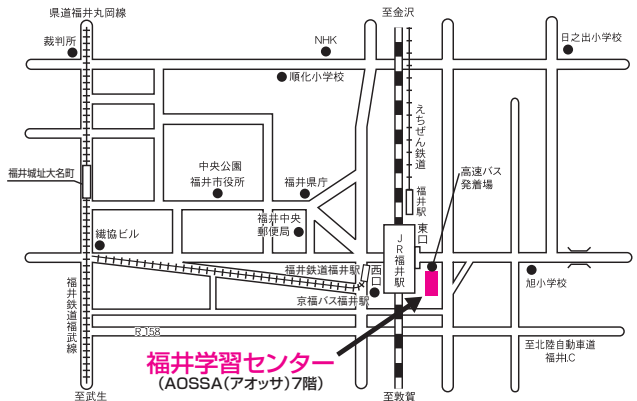 県道福井丸岡線
至金沢
裁判所
NHK
日之出小学校
順化小学校
えちぜん鉄道
中央公園
福井市役所
福井県庁
高速バス
発着場
福井城址大名町
福井駅
福井中央
郵便局
東口
JR福井駅
繊協ビル
福井鉄道福井駅
西口
旭小学校
京福バス福井駅
福井鉄道福武線
R 158
至北陸自動車道
福井I.C
福井学習センター
(AOSSA(アオッサ)7階)
至武生
至敦賀